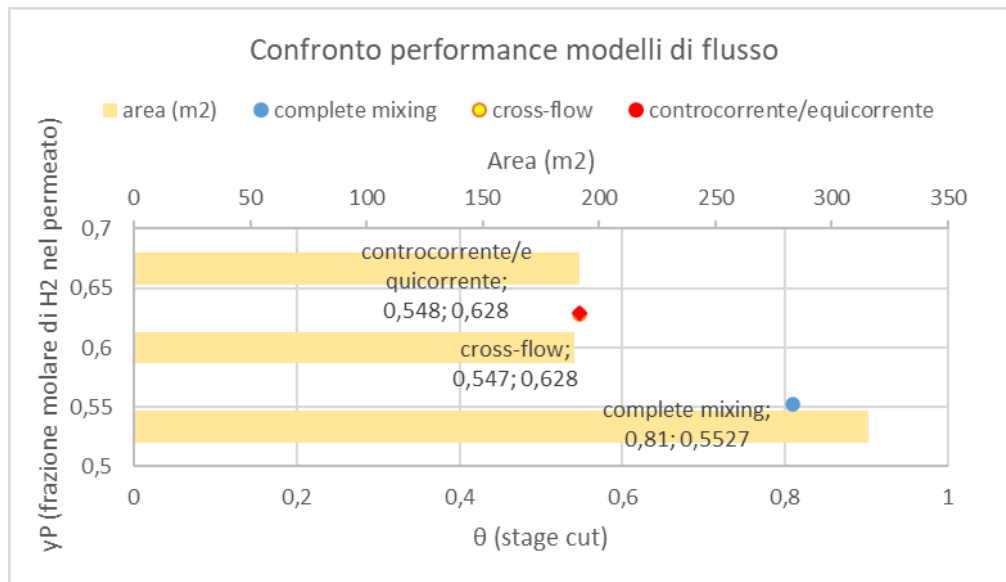 Confronto performance modelli di flusso
area (m2) complete mixing cross-flow controcorrente/equicorrente
Area (m2)
0 50 100 150 200 250 300 350
yP (frazione molare di H2 nel permeato)
0,7
0,65
0,6
0,55
0,5
controcorrente/e
quicorrente;
0,548; 0,628
cross-flow;
0,547; 0,628
complete mixing;
0,81; 0,5527
0 0,2 0,4 0,6 0,8 1
θ (stage cut)